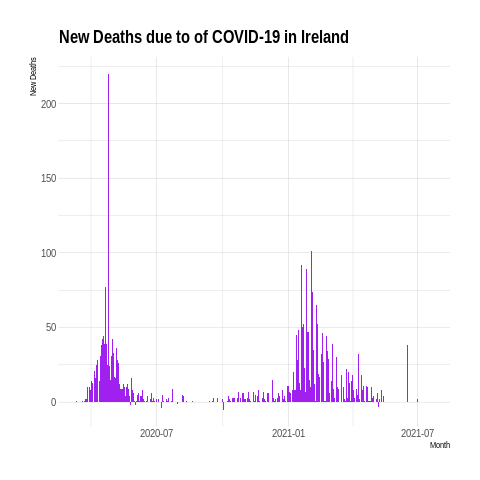 New Deaths due to of COVID-19 in Ireland
New Deaths
200
150
100
50
0
2020-07
2021-01
2021-07
Month